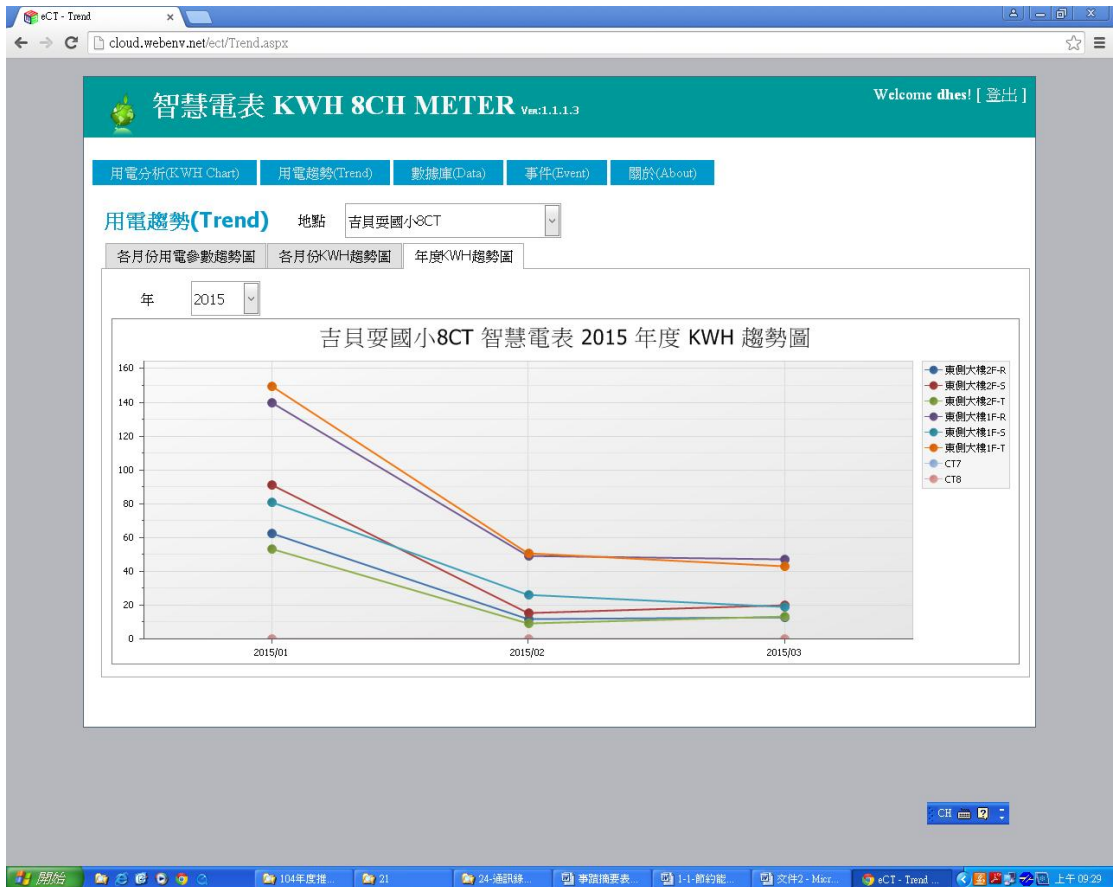 eCT - Trend
cloud.webenv.net/ect/Trend.aspx
智慧電表 KWH 8CH METER Ver:1.1.1.3
Welcome dhes! [ 登出 ]
用電分析(KWH Chart) 用電趨勢(Trend) 數據庫(Data) 事件(Event) 關於(About)
用電趨勢(Trend) 地點 吉貝耍國小8CT
各月份用電參數趨勢圖 各月份KWH趨勢圖 年度KWH趨勢圖
年 2015
吉貝耍國小8CT 智慧電表 2015 年度 KWH 趨勢圖
160
140
120
100
80
60
40
20
0
2015/01 2015/02 2015/03
東側大樓2F-R
東側大樓2F-S
東側大樓2F-T
東側大樓1F-R
東側大樓1F-S
東側大樓1F-T
CT7
CT8
CH
開始 104年度推... 21 24-通訊錄... 事蹟摘要表... 1-1-節約能... 文件2 - Micr... eCT - Trend ... 上午 09:29